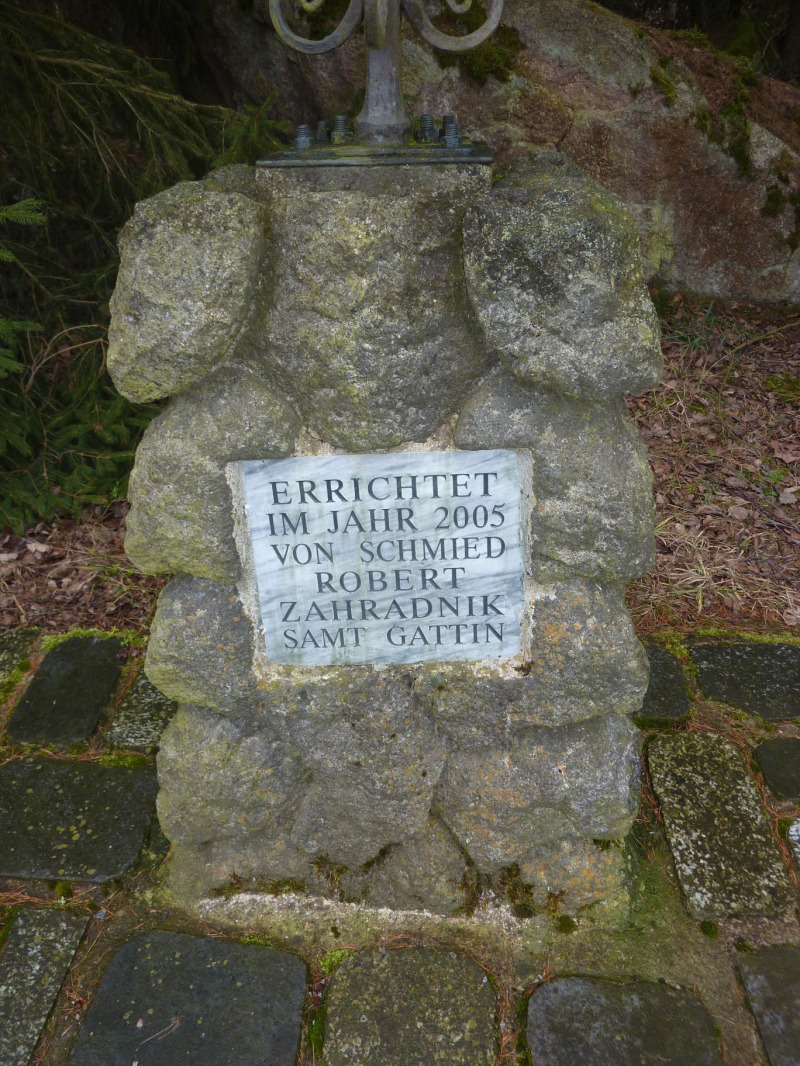 ERRICHTET
IM JAHR 2005
VON SCHMIED
ROBERT
ZAHRADNIK
SAMT GATTIN